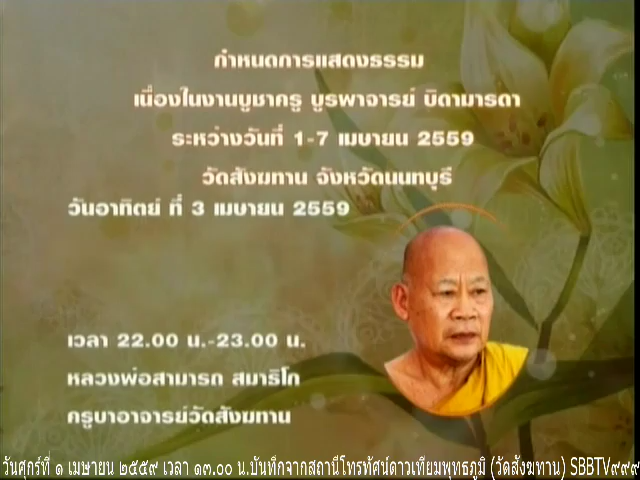 กำหนดการแสดงธรรม
เนื่องในงานบูชาครู บูรพาจารย์ บิดามารดา
ระหว่างวันที่ 1-7 เมษายน 2559
วัดสังฆทาน จังหวัดนนทบุรี
วันอาทิตย์ ที่ 3 เมษายน 2559
เวลา 22.00 น.-23.00 น.
หลวงพ่อสามารถ สมาธิโก
ครูบาอาจารย์วัดสังฆทาน
วันศุกร์ที่ ๑ เมษายน ๒๕๕๙ เวลา ๑๓.๐๐ น.บันทึกจากสถานีโทรทัศน์ดาวเทียมพุทธภูมิ (วัดสังฆทาน) SBBTV๙๙๙